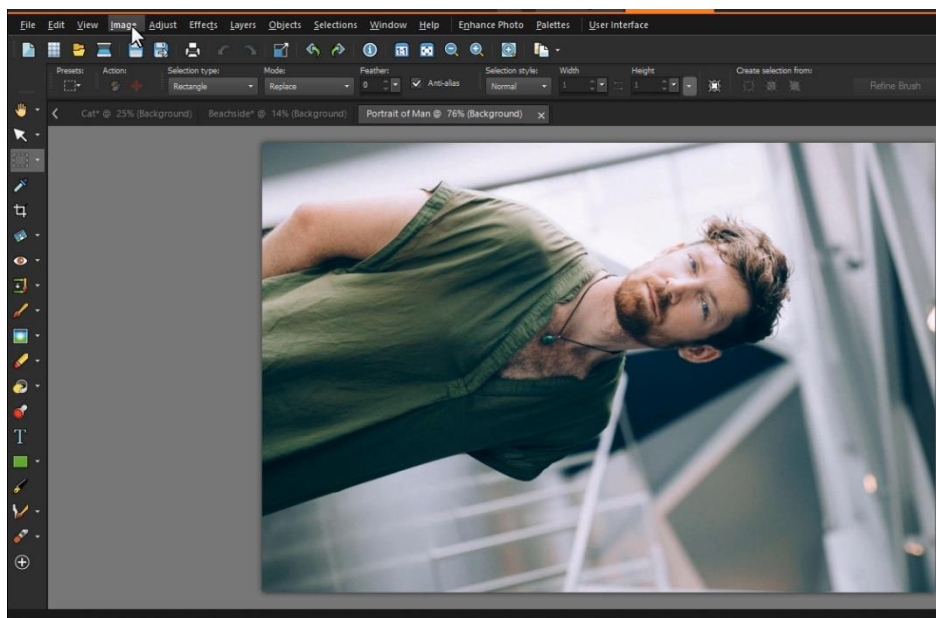 File Edit View Image Adjust Effects Layers Objects Selections Window Help Enhance Photo Palettes User Interface
Presets: Action: Selection type: Mode: Feather: Selection style: Width Height Create selection from:
Rectangle Replace 0 Anti-alias Normal 1 1 Refine Brush
Cat* @ 25% (Background) Beachside* @ 14% (Background) Portrait of Man @ 76% (Background) x
T